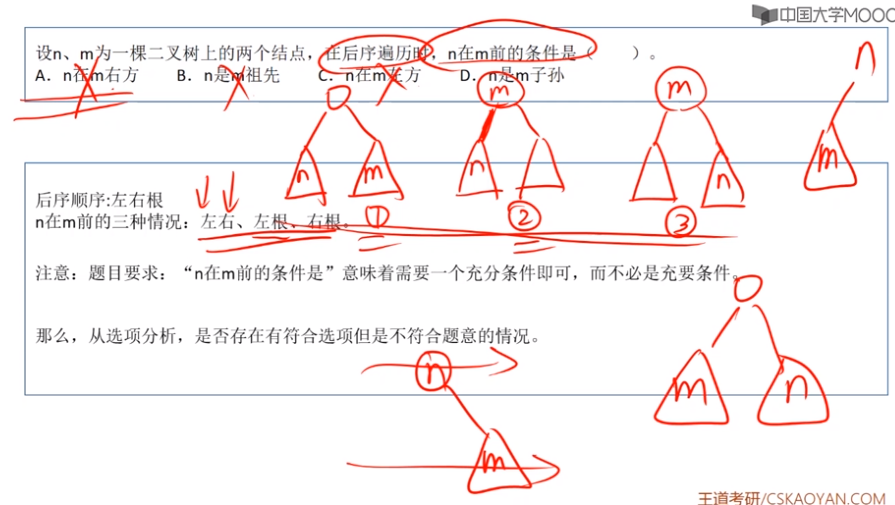 中国大学MOOC
设n、m为一棵二叉树上的两个结点，在后序遍历时，n在m前的条件是（　　）。
A．n在m右方　　B．n是m祖先　　C．n在m左方　　D．n是m子孙
n
m
m
n
m
n
m
n
后序顺序:左右根
n在m前的三种情况：左右、左根、右根。
① ② ③
注意：题目要求：“n在m前的条件是”意味着需要一个充分条件即可，而不必是充要条件。
那么，从选项分析，是否存在有符合选项但是不符合题意的情况。
n
m
n
m
王道考研/CSKAOYAN.COM